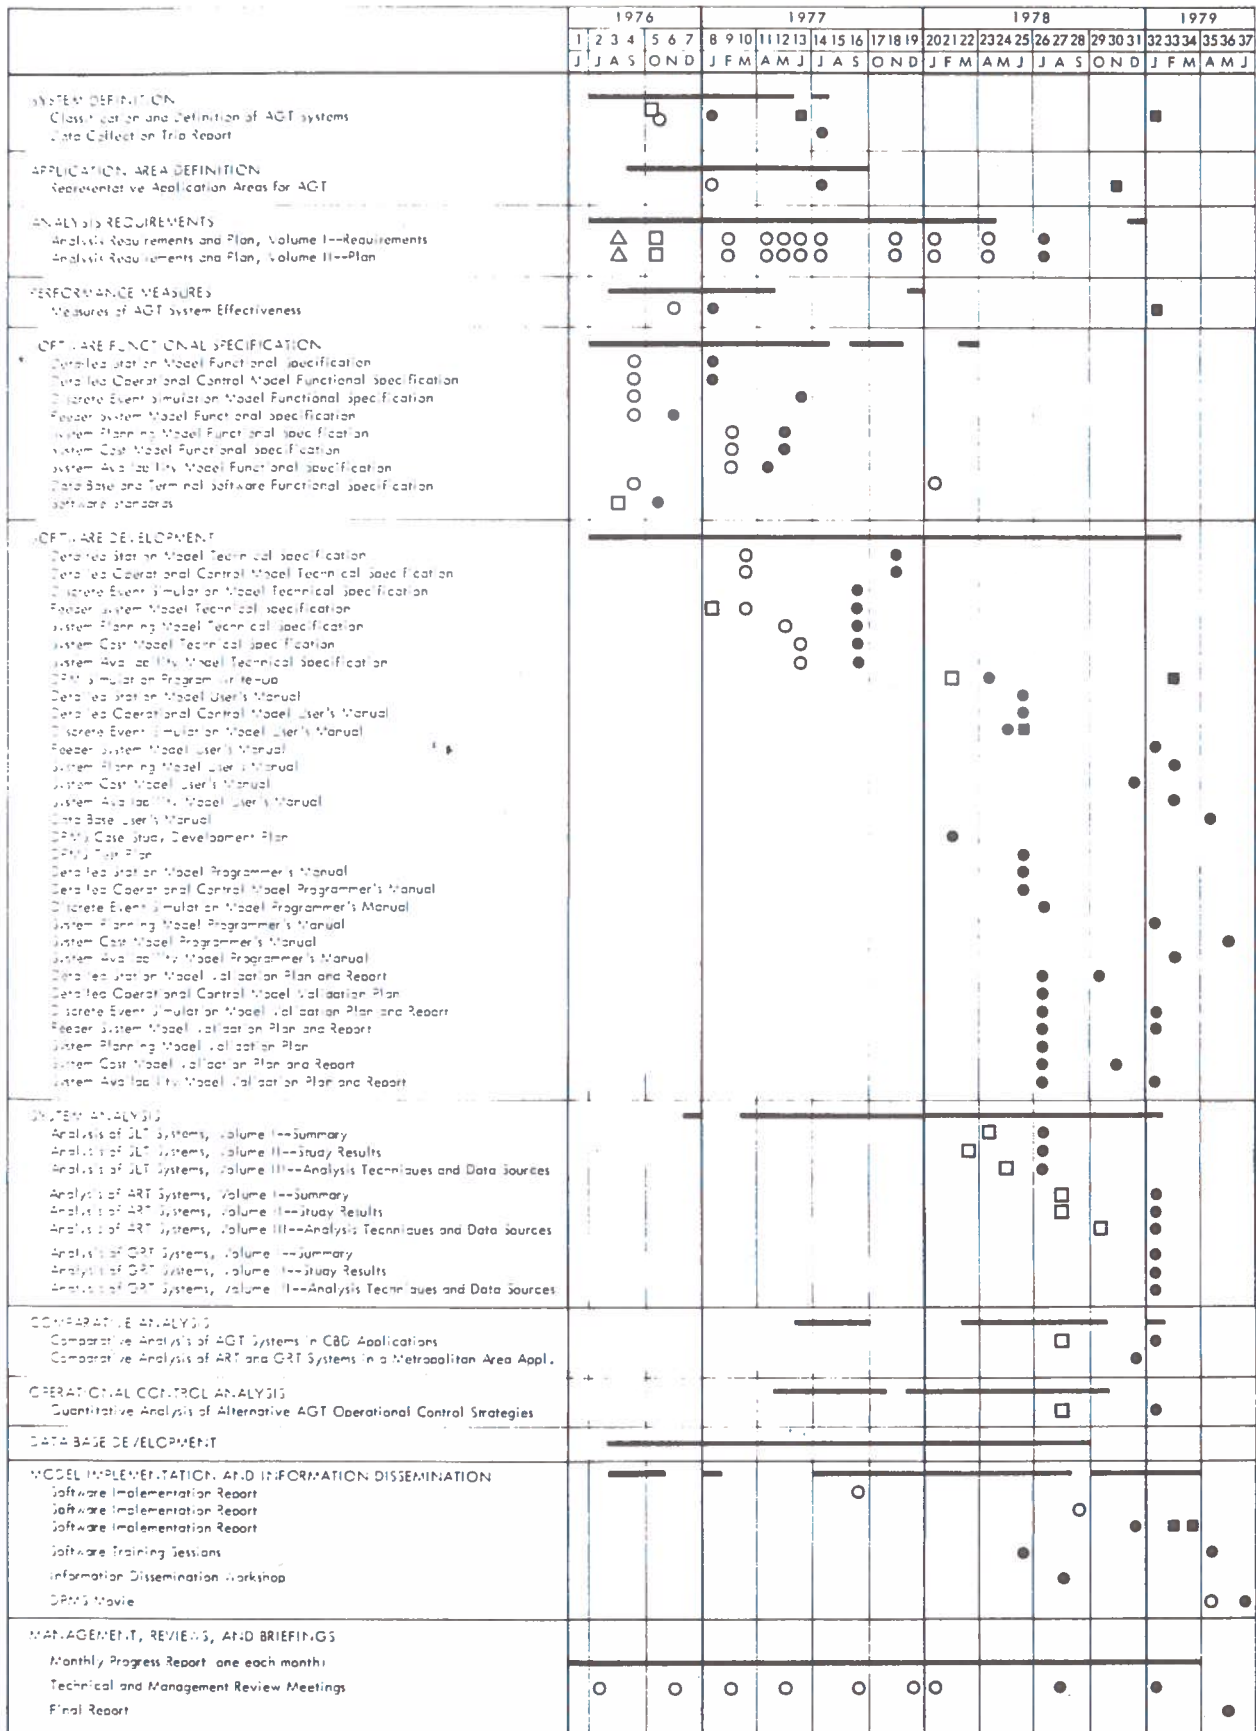 1976 1977 1978 1979
1 2 3 4 5 6 7 8 9 10 11 12 13 14 15 16 17 18 19 20 21 22 23 24 25 26 27 28 29 30 31 32 33 34 35 36 37
J J A S O N D J F M A M J J A S O N D J F M A M J J A S O N D J F M A M J
SYSTEM DEFINITION
Classification and Definition of AGT Systems
Data Collection Trip Report
APPLICATION AREA DEFINITION
Representative Application Areas for AGT
ANALYSIS REQUIREMENTS
Analysis Requirements and Plan, Volume I--Requirements
Analysis Requirements and Plan, Volume II--Plan
PERFORMANCE MEASURES
Measures of AGT System Effectiveness
SOFTWARE FUNCTIONAL SPECIFICATION
Detailed Station Model Functional Specification
Detailed Operational Control Model Functional Specification
Discrete Event Simulation Model Functional Specification
Feeder System Model Functional Specification
System Planning Model Functional Specification
System Cost Model Functional Specification
System Availability Model Functional Specification
Data Base and Terminal Software Functional Specification
Software Standards
SOFTWARE DEVELOPMENT
Detailed Station Model Technical Specification
Detailed Operational Control Model Technical Specification
Discrete Event Simulation Model Technical Specification
Feeder System Model Technical Specification
System Planning Model Technical Specification
System Cost Model Technical Specification
System Availability Model Technical Specification
DPM Simulation Program Write-Up
Detailed Station Model User's Manual
Detailed Operational Control Model User's Manual
Discrete Event Simulation Model User's Manual
Feeder System Model User's Manual
System Planning Model User's Manual
System Cost Model User's Manual
System Availability Model User's Manual
Data Base User's Manual
DPMS Case Study Development Plan
DPMS Test Plan
Detailed Station Model Programmer's Manual
Detailed Operational Control Model Programmer's Manual
Discrete Event Simulation Model Programmer's Manual
System Planning Model Programmer's Manual
System Cost Model Programmer's Manual
System Availability Model Programmer's Manual
Detailed Station Model Validation Plan and Report
Detailed Operational Control Model Validation Plan
Discrete Event Simulation Model Validation Plan and Report
Feeder System Model Validation Plan and Report
System Planning Model Validation Plan
System Cost Model Validation Plan and Report
System Availability Model Validation Plan and Report
SYSTEM ANALYSIS
Analysis of SLT Systems, Volume I--Summary
Analysis of SLT Systems, Volume II--Study Results
Analysis of SLT Systems, Volume III--Analysis Techniques and Data Sources
Analysis of ART Systems, Volume I--Summary
Analysis of ART Systems, Volume II--Study Results
Analysis of ART Systems, Volume III--Analysis Techniques and Data Sources
Analysis of GRT Systems, Volume I--Summary
Analysis of GRT Systems, Volume II--Study Results
Analysis of GRT Systems, Volume III--Analysis Techniques and Data Sources
COMPARATIVE ANALYSIS
Comparative Analysis of AGT Systems in CBD Applications
Comparative Analysis of ART and GRT Systems in a Metropolitan Area Appl.
OPERATIONAL CONTROL ANALYSIS
Quantitative Analysis of Alternative AGT Operational Control Strategies
DATA BASE DEVELOPMENT
MODEL IMPLEMENTATION AND INFORMATION DISSEMINATION
Software Implementation Report
Software Implementation Report
Software Implementation Report
Software Training Sessions
Information Dissemination Workshop
DPMS Movie
MANAGEMENT, REVIEWS, AND BRIEFINGS
Monthly Progress Report (one each month)
Technical and Management Review Meetings
Final Report